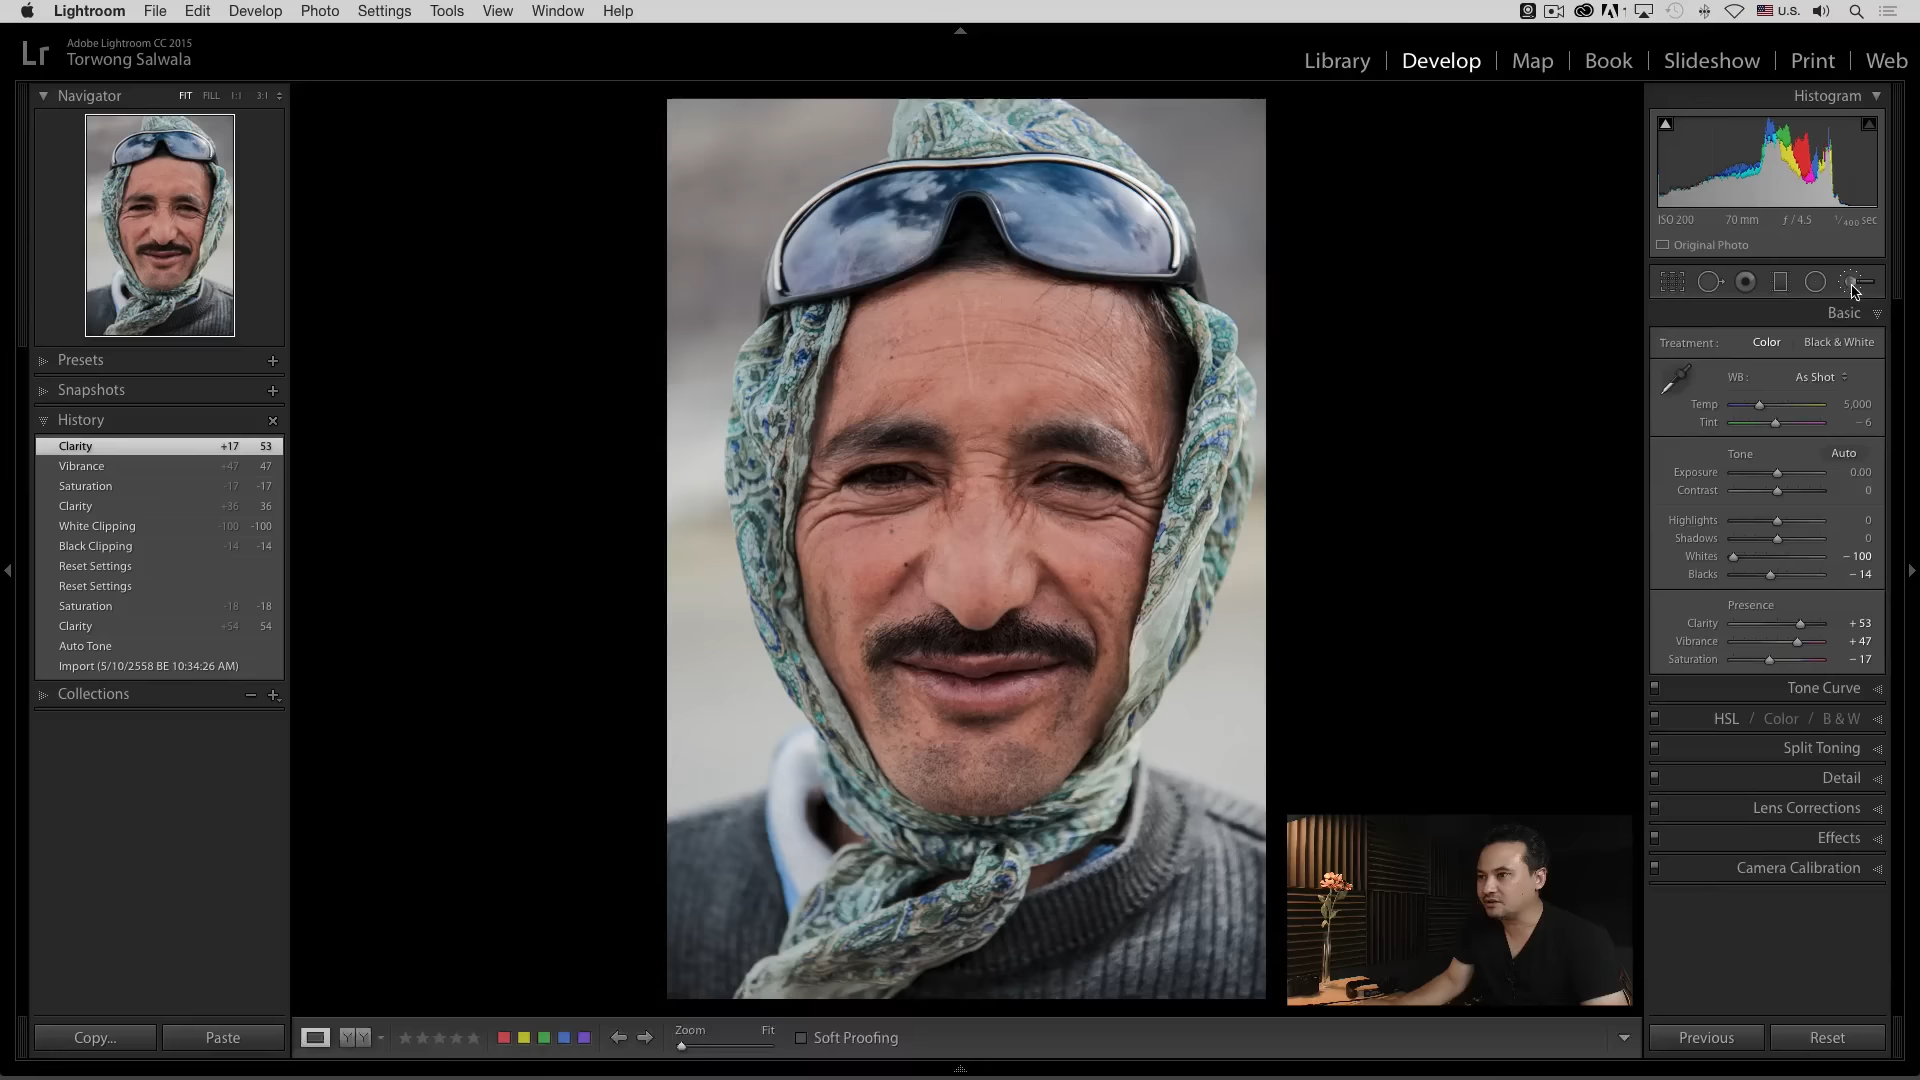 Lightroom File Edit Develop Photo Settings Tools View Window Help
U.S.
Lr
Adobe Lightroom CC 2015
Torwong Salwala
Library | Develop | Map | Book | Slideshow | Print | Web
Navigator FIT FILL 1:1 3:1
Presets
Snapshots
History
Clarity +17 53
Vibrance +47 47
Saturation -17 -17
Clarity +36 36
White Clipping -100 -100
Black Clipping -14 -14
Reset Settings
Reset Settings
Saturation -18 -18
Clarity +54 54
Auto Tone
Import (5/10/2558 BE 10:34:26 AM)
Collections
Copy... Paste
Zoom Fit
Soft Proofing
Histogram
ISO 200 70 mm ƒ / 4.5 1/400 sec
Original Photo
Basic
Treatment : Color Black & White
WB : As Shot
Temp 5,000
Tint – 6
Tone Auto
Exposure 0.00
Contrast 0
Highlights 0
Shadows 0
Whites – 100
Blacks – 14
Presence
Clarity + 53
Vibrance + 47
Saturation – 17
Tone Curve
HSL / Color / B & W
Split Toning
Detail
Lens Corrections
Effects
Camera Calibration
Previous Reset